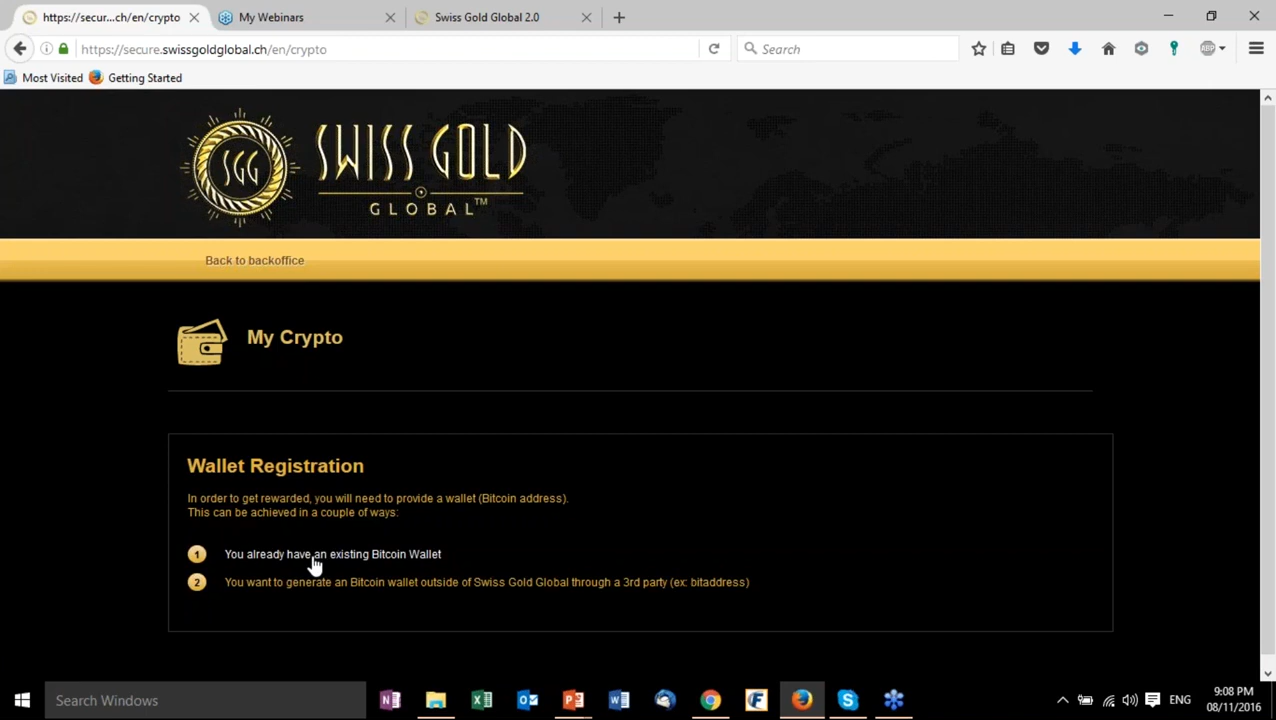 https://secur...ch/en/crypto
My Webinars
Swiss Gold Global 2.0
https://secure.swissgoldglobal.ch/en/crypto
Search
ABP
Most Visited
Getting Started
SGG
SWISS GOLD
GLOBAL™
Back to backoffice
My Crypto
Wallet Registration
In order to get rewarded, you will need to provide a wallet (Bitcoin address).
This can be achieved in a couple of ways:
1 You already have an existing Bitcoin Wallet
2 You want to generate an Bitcoin wallet outside of Swiss Gold Global through a 3rd party (ex: bitaddress)
Search Windows
ENG
9:08 PM
08/11/2016